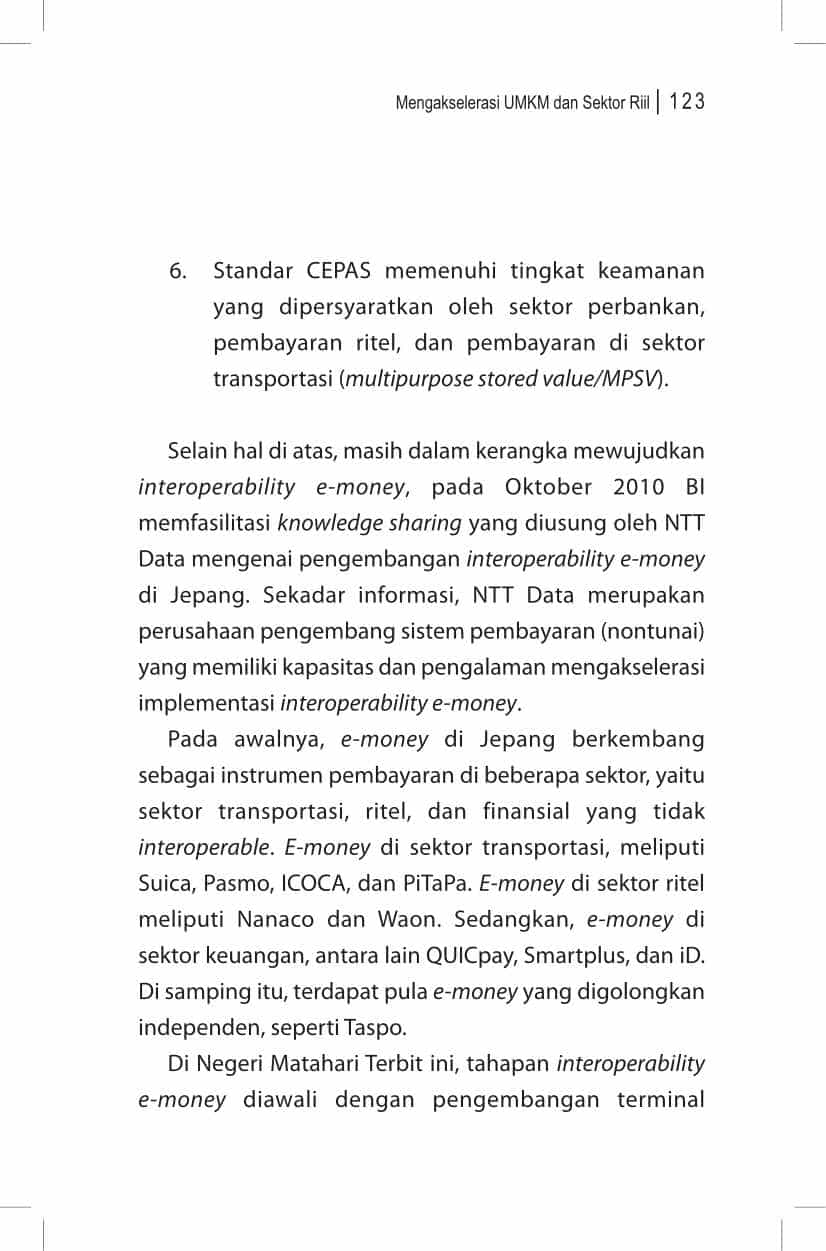 Mengakselerasi UMKM dan Sektor Riil | 123
6. Standar CEPAS memenuhi tingkat keamanan
yang dipersyaratkan oleh sektor perbankan,
pembayaran ritel, dan pembayaran di sektor
transportasi (multipurpose stored value/MPSV).
Selain hal di atas, masih dalam kerangka mewujudkan
interoperability e-money, pada Oktober 2010 BI
memfasilitasi knowledge sharing yang diusung oleh NTT
Data mengenai pengembangan interoperability e-money
di Jepang. Sekadar informasi, NTT Data merupakan
perusahaan pengembang sistem pembayaran (nontunai)
yang memiliki kapasitas dan pengalaman mengakselerasi
implementasi interoperability e-money.
Pada awalnya, e-money di Jepang berkembang
sebagai instrumen pembayaran di beberapa sektor, yaitu
sektor transportasi, ritel, dan finansial yang tidak
interoperable. E-money di sektor transportasi, meliputi
Suica, Pasmo, ICOCA, dan PiTaPa. E-money di sektor ritel
meliputi Nanaco dan Waon. Sedangkan, e-money di
sektor keuangan, antara lain QUICpay, Smartplus, dan iD.
Di samping itu, terdapat pula e-money yang digolongkan
independen, seperti Taspo.
Di Negeri Matahari Terbit ini, tahapan interoperability
e-money diawali dengan pengembangan terminal